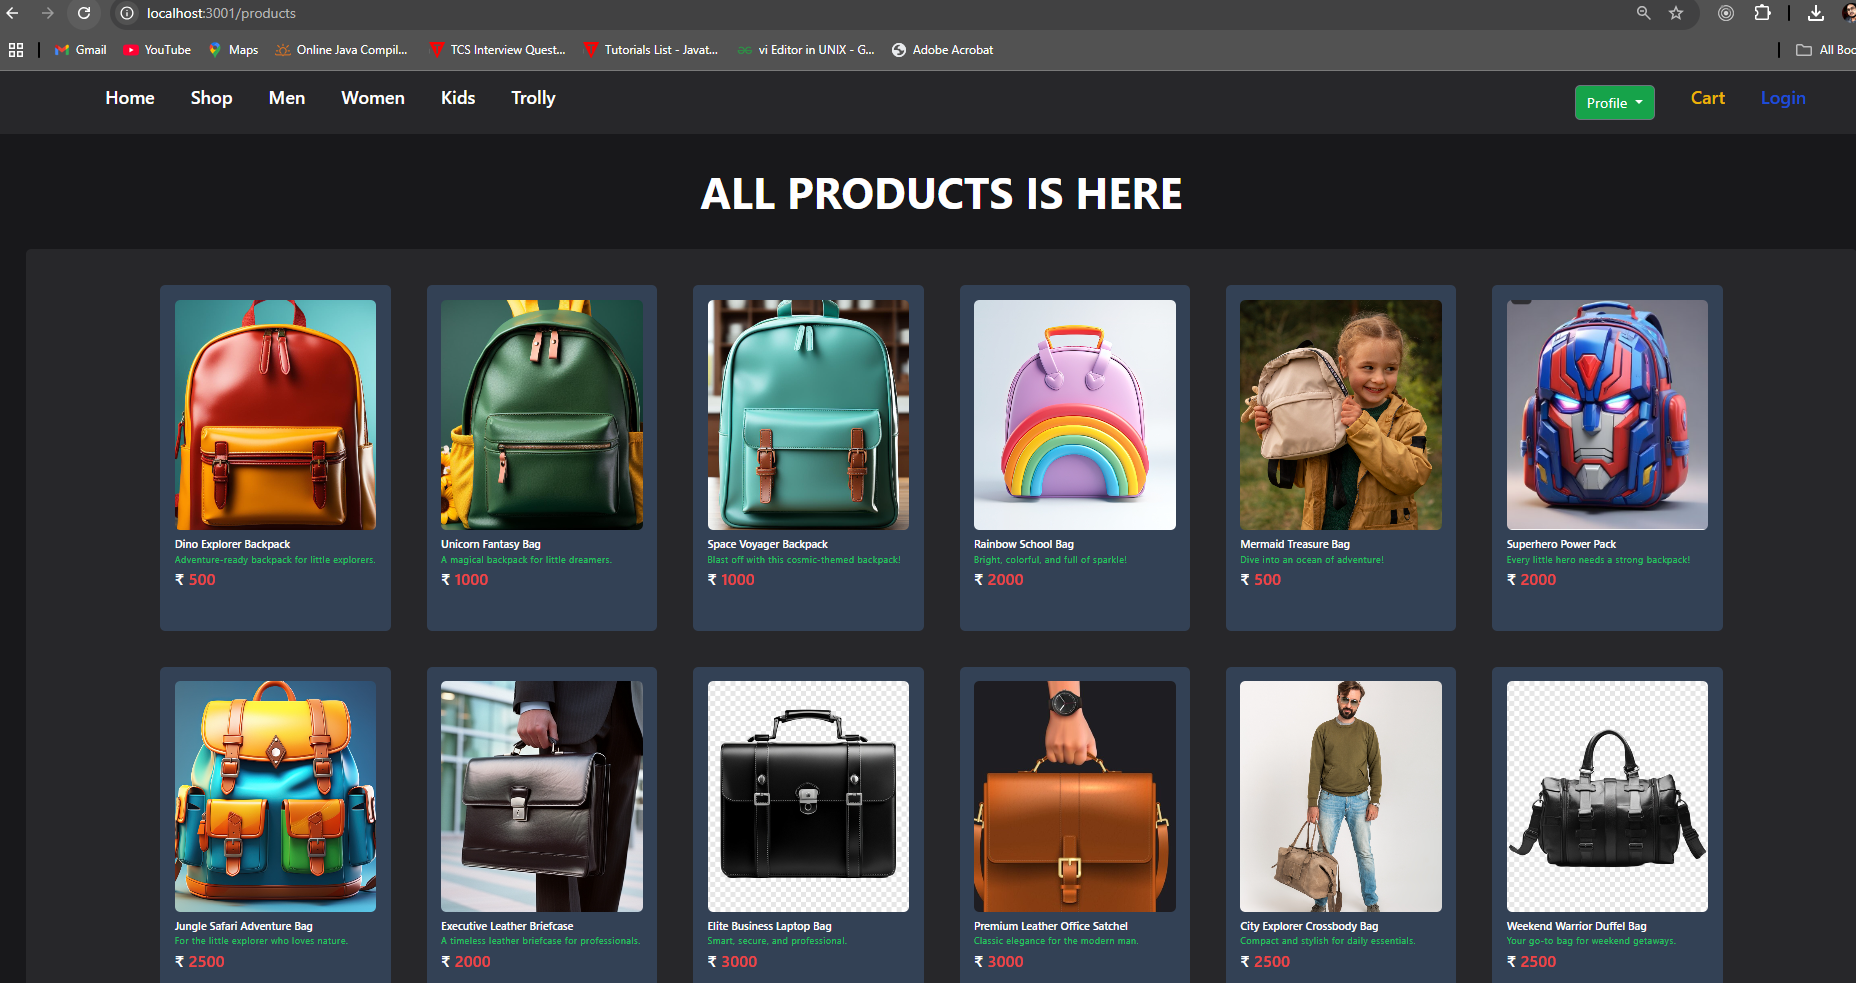 localhost:3001/products
Gmail YouTube Maps Online Java Compil... TCS Interview Quest... Tutorials List - Javat... vi Editor in UNIX - G... Adobe Acrobat All Boo
Home Shop Men Women Kids Trolly Profile Cart Login
ALL PRODUCTS IS HERE
Dino Explorer Backpack
Adventure-ready backpack for little explorers.
₹ 500
Unicorn Fantasy Bag
A magical backpack for little dreamers.
₹ 1000
Space Voyager Backpack
Blast off with this cosmic-themed backpack!
₹ 1000
Rainbow School Bag
Bright, colorful, and full of sparkle!
₹ 2000
Mermaid Treasure Bag
Dive into an ocean of adventure!
₹ 500
Superhero Power Pack
Every little hero needs a strong backpack!
₹ 2000
Jungle Safari Adventure Bag
For the little explorer who loves nature.
₹ 2500
Executive Leather Briefcase
A timeless leather briefcase for professionals.
₹ 2000
Elite Business Laptop Bag
Smart, secure, and professional.
₹ 3000
Premium Leather Office Satchel
Classic elegance for the modern man.
₹ 3000
City Explorer Crossbody Bag
Compact and stylish for daily essentials.
₹ 2500
Weekend Warrior Duffel Bag
Your go-to bag for weekend getaways.
₹ 2500